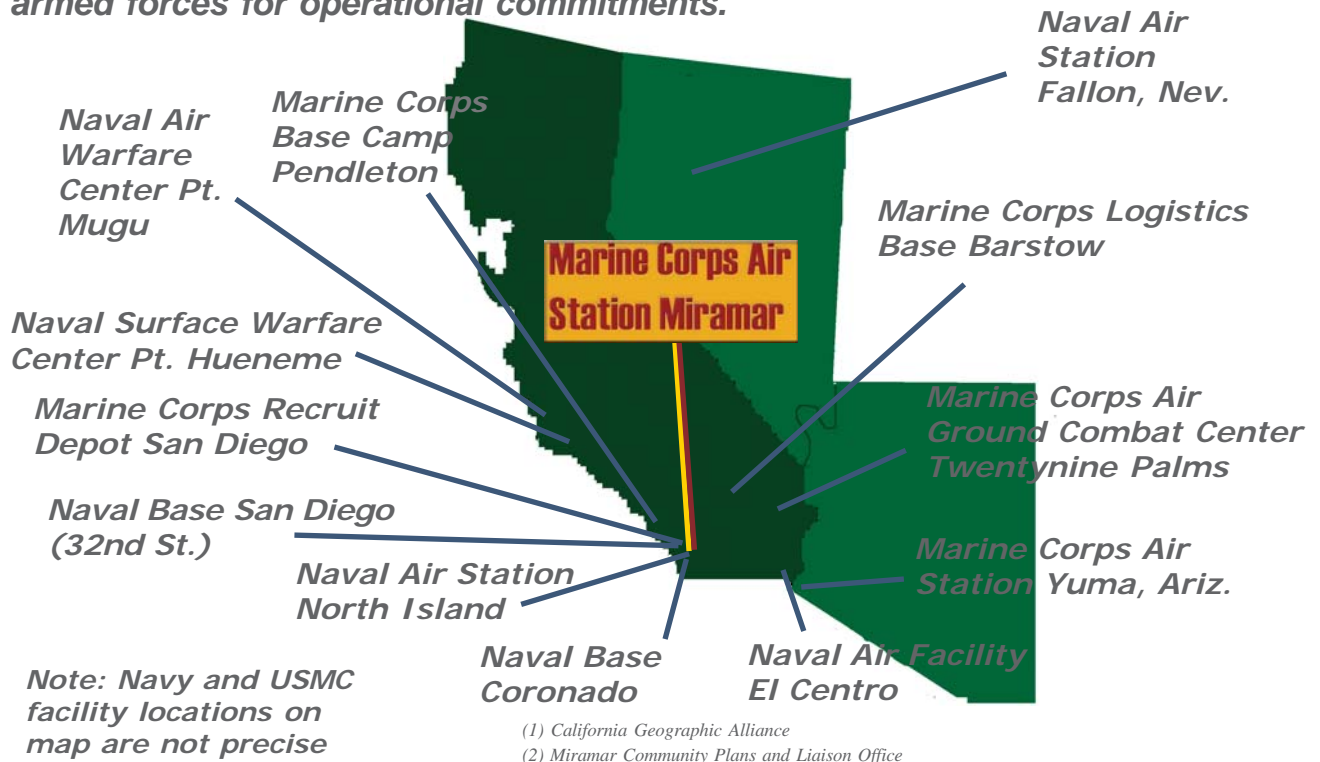 armed forces for operational commitments.
Naval Air
Station
Fallon, Nev.
Marine Corps
Base Camp
Pendleton
Naval Air
Warfare
Center Pt.
Mugu
Marine Corps Logistics
Base Barstow
Marine Corps Air
Station Miramar
Naval Surface Warfare
Center Pt. Hueneme
Marine Corps Recruit
Depot San Diego
Marine Corps Air
Ground Combat Center
Twentynine Palms
Naval Base San Diego
(32nd St.)
Marine Corps Air
Station Yuma, Ariz.
Naval Air Station
North Island
Naval Base
Coronado
Naval Air Facility
El Centro
Note: Navy and USMC
facility locations on
map are not precise
(1) California Geographic Alliance
(2) Miramar Community Plans and Liaison Office